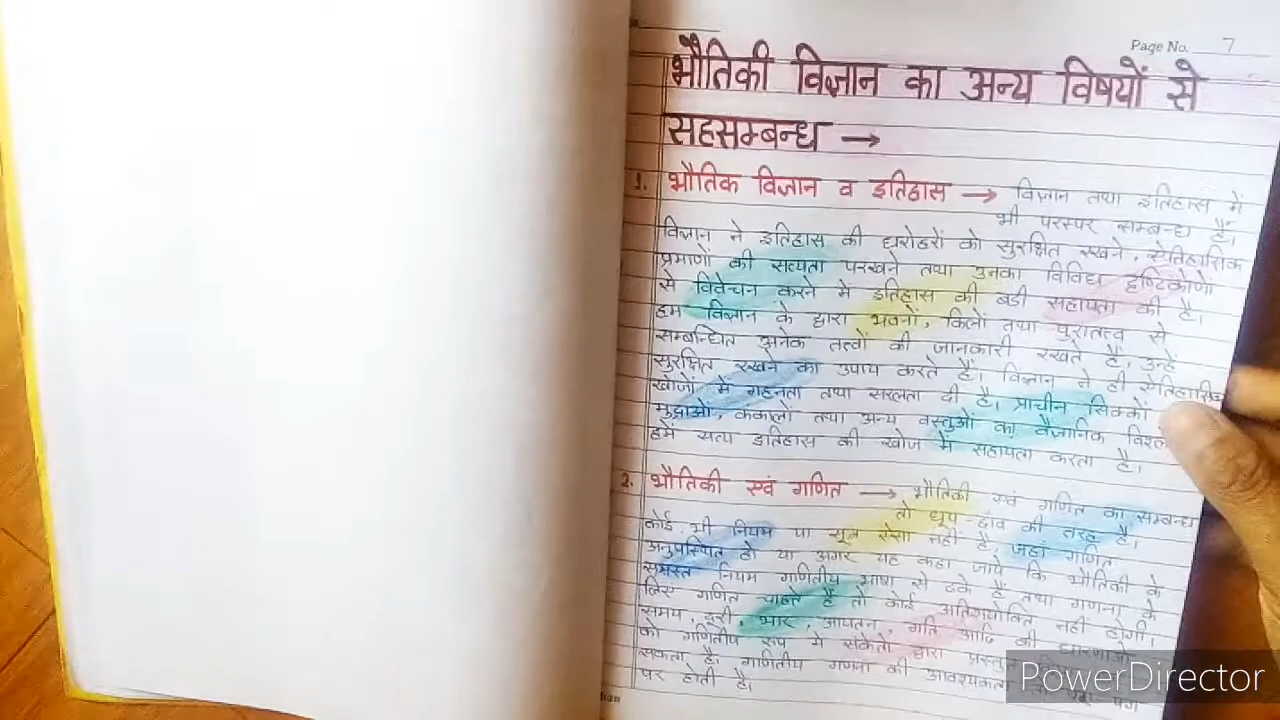 Page No. 7
भौतिकी विज्ञान का अन्य विषयों से
सहसम्बन्ध →
1. भौतिक विज्ञान व इतिहास → विज्ञान तथा इतिहास में
भी परस्पर सम्बन्ध है।
विज्ञान ने इतिहास की धरोहरों को सुरक्षित रखने, ऐतिहासिक
प्रमाणों की सत्यता परखने तथा उनका विविध दृष्टिकोणों
से विवेचन करने में इतिहास की बडी सहायता की है।
हम विज्ञान के द्वारा भवनों, किलों तथा पुरातत्व से
सम्बन्धित अनेक तत्वों की जानकारी रखते हैं, उन्हें
सुरक्षित रखने का उपाय करते हैं। विज्ञान ने ही ऐतिहासिक
खोजों में गहनता तथा सरलता दी है। प्राचीन सिक्कों
मुद्राओं, कंकालों तथा अन्य वस्तुओं का वैज्ञानिक
हमें सत्य इतिहास की खोज में सहायता करता है।
2. भौतिकी एवं गणित → भौतिकी एवं गणित का सम्बन्ध
तो धूप-छांव की तरह है।
कोई भी नियम या सूत्र ऐसा नहीं है, जहां गणित
अनुपस्थित हो या अगर यह कहा जाये कि भौतिकी के
समस्त नियम गणितीय भाषा से ढके हैं तथा गणना के
लिए गणित चाहते हैं तो कोई अतिशयोक्ति नहीं होगी।
समय, दूरी, भार, आयतन, गति आदि की धारणाओं
को गणितीय रूप में संकेतो द्वारा प्रस्तुत
सकता है। गणितीय गणना की आवश्यकता पग
पर होती है।
PowerDirector